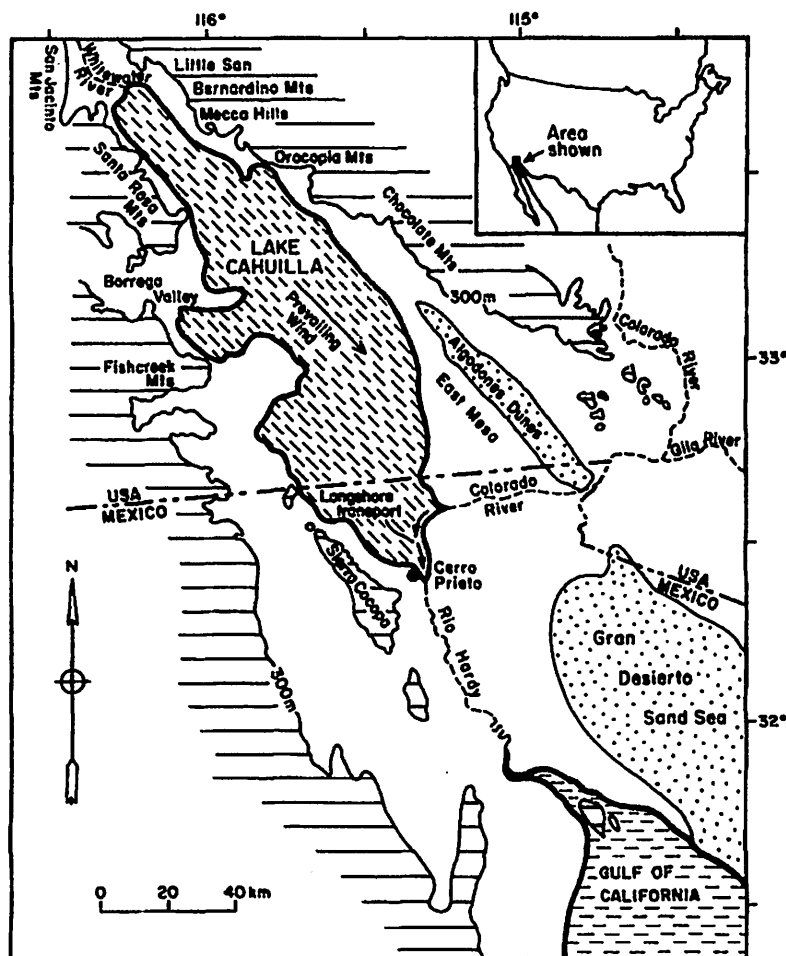 116°
115°
San Jacinto
Mts
Whitewater
River
Little San
Bernardino Mts
Mecca Hills
Orocopia Mts
Area
shown
Santa Rosa
Mts
Chocolate Mts
300m
LAKE
CAHUILLA
Borrego
Valley
Prevailing
Wind
Colorado
River
33°
Algodones Dunes
East Mesa
Fishcreek
Mts
Gila River
USA
MEXICO
Longshore
transport
Colorado
River
N
Sierra Cocopa
Cerro
Prieto
USA
MEXICO
Rio
Hardy
Gran
Desierto
Sand Sea
300m
32°
GULF OF
CALIFORNIA
0 20 40 km